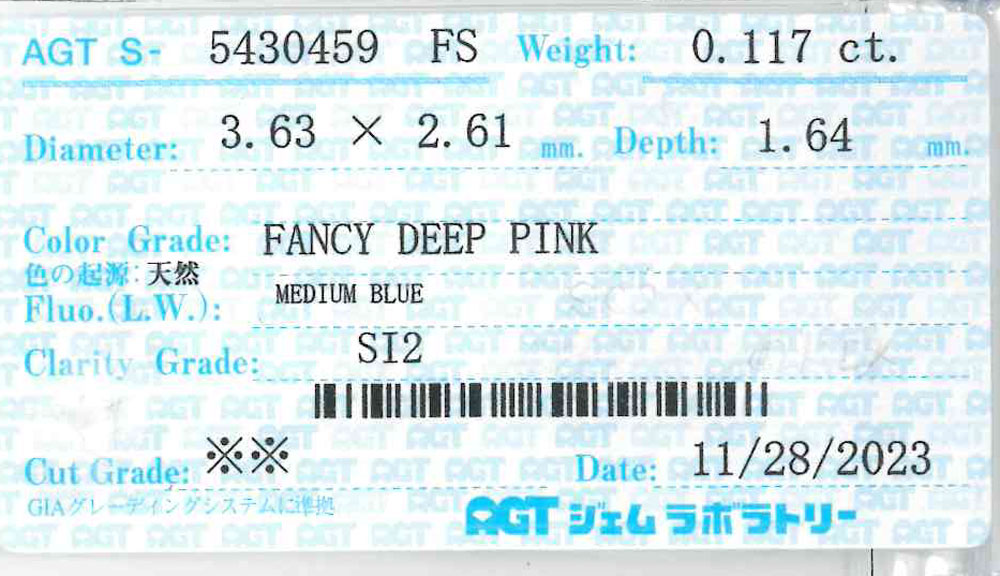 AGT S- 5430459 FS Weight: 0.117 ct.
Diameter: 3.63 × 2.61 mm. Depth: 1.64 mm.
Color Grade: FANCY DEEP PINK
色の起源: 天然
Fluo.(L.W.): MEDIUM BLUE
Clarity Grade: SI2
Cut Grade: ※※ Date: 11/28/2023
GIAグレーディングシステムに準拠
AGT ジェム ラボラトリー